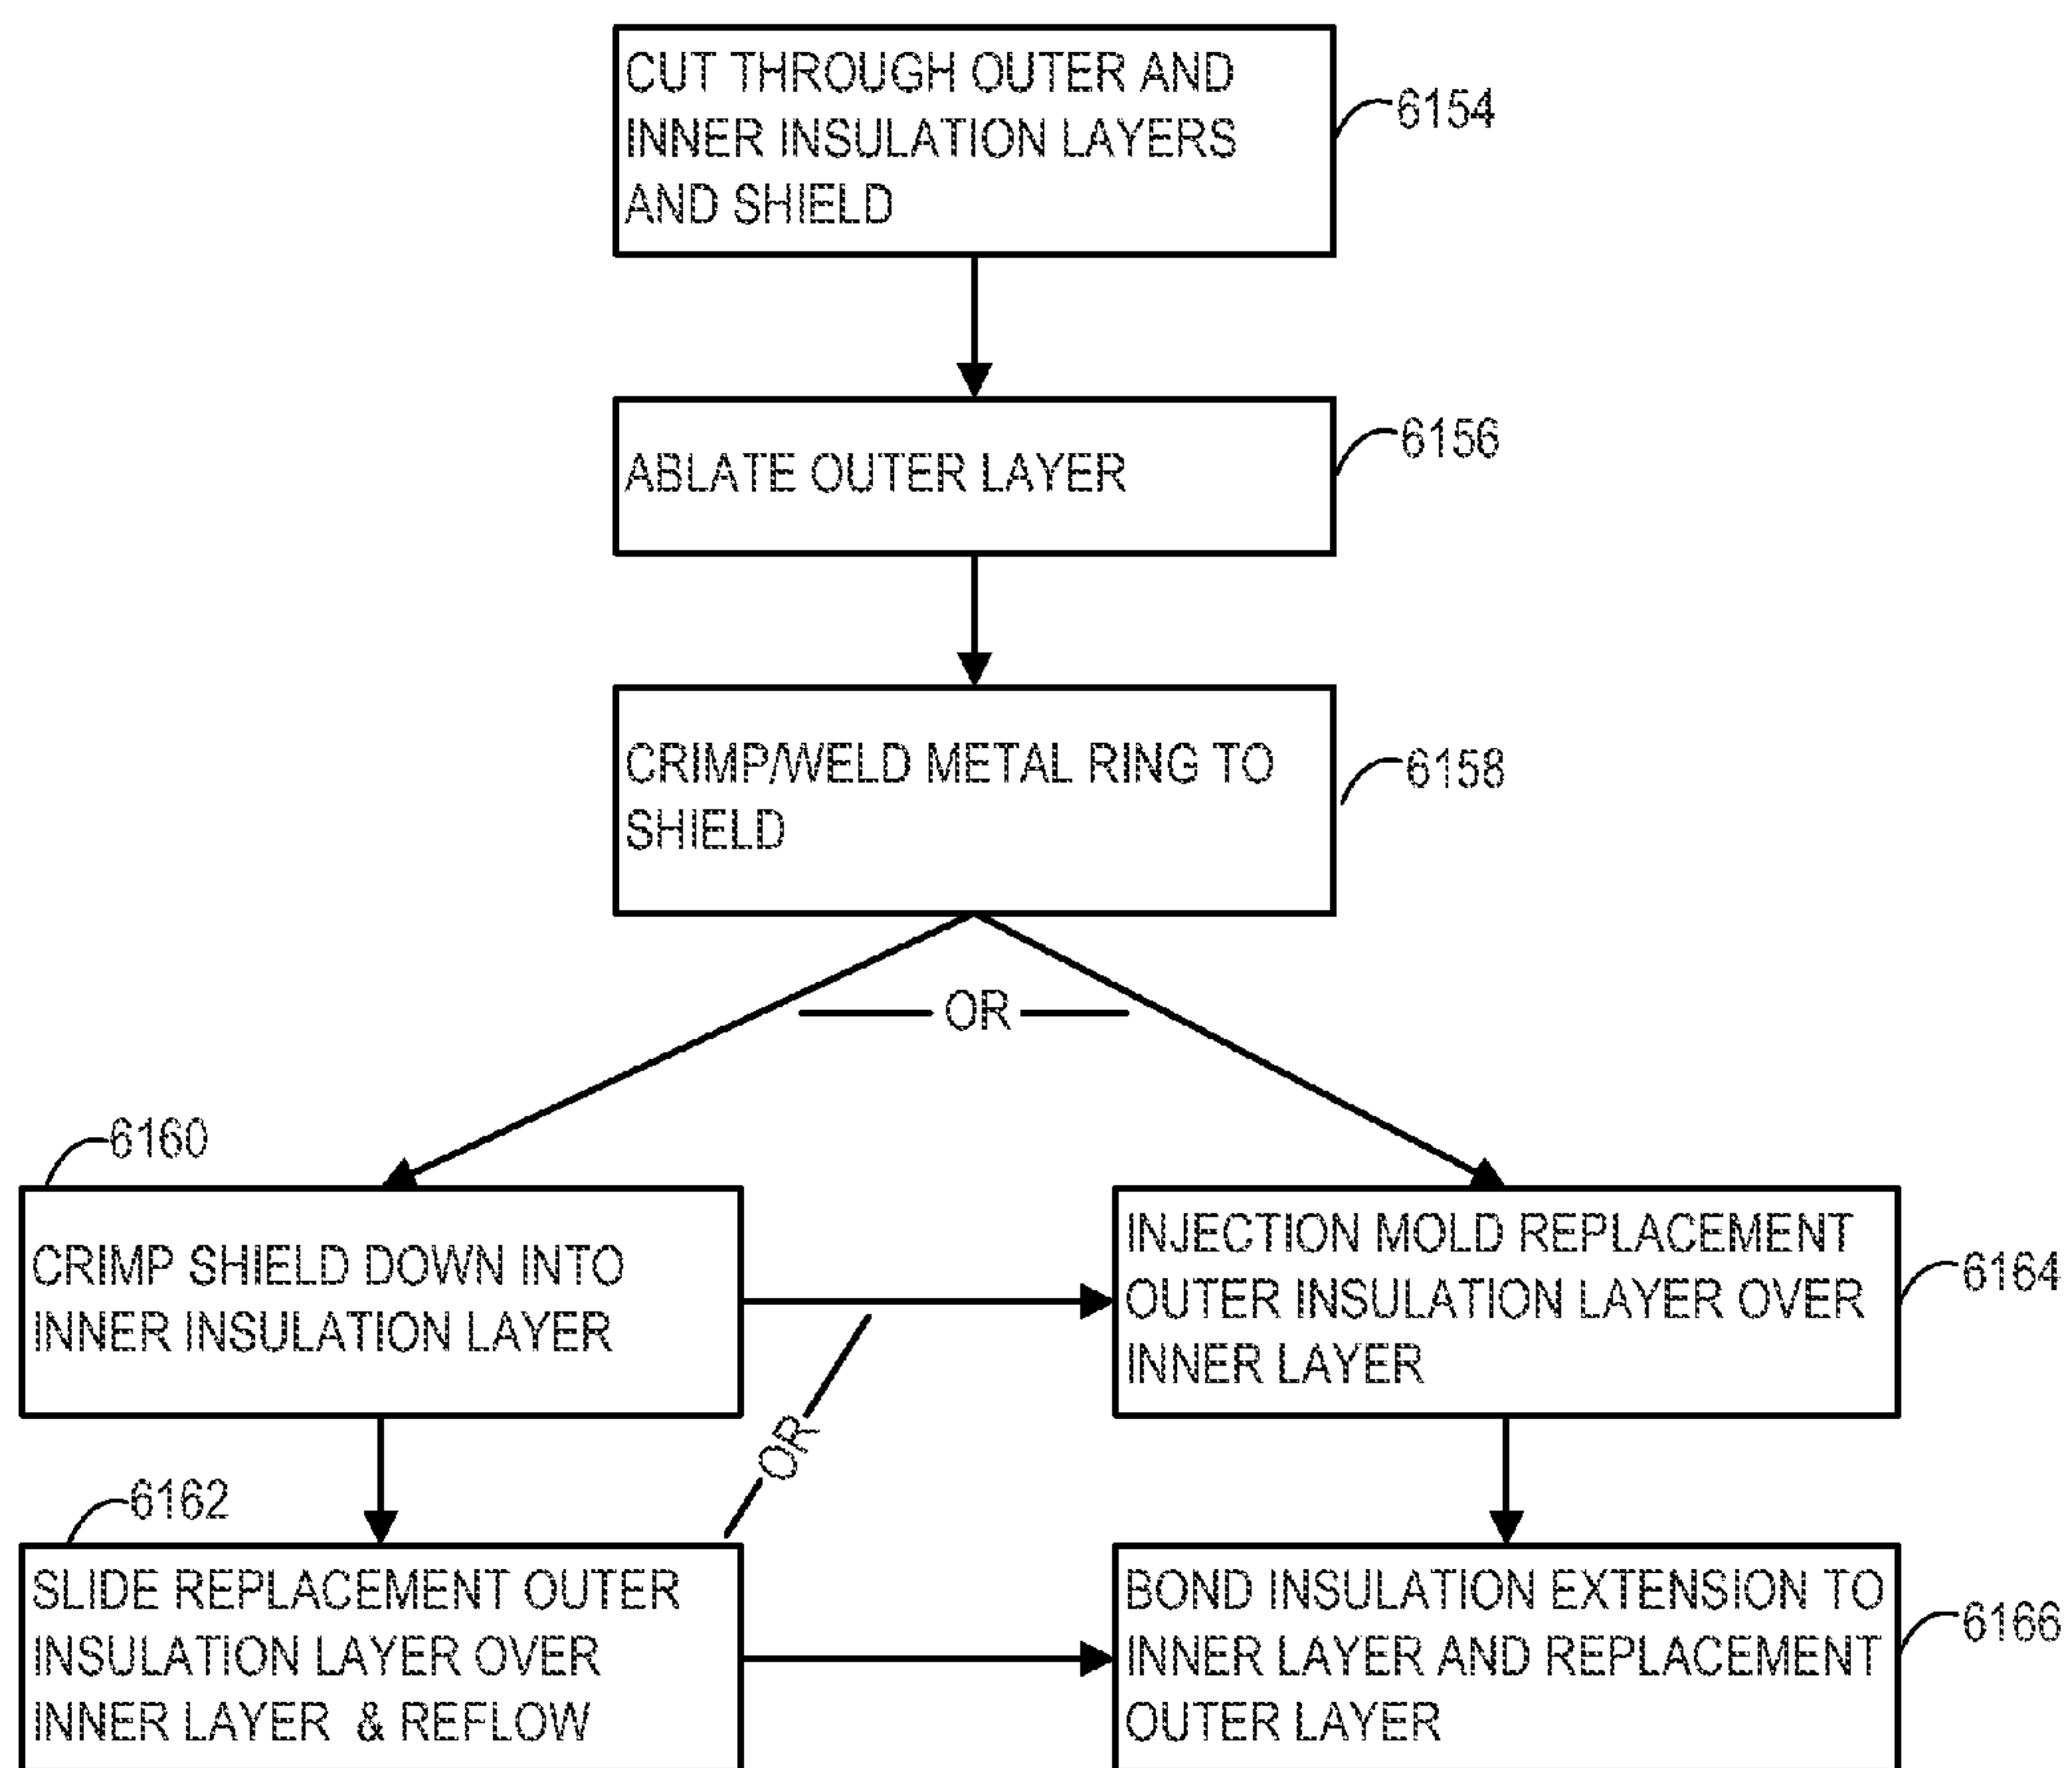 CUT THROUGH OUTER AND
INNER INSULATION LAYERS
AND SHIELD
6154
ABLATE OUTER LAYER
6156
CRIMP/WELD METAL RING TO
SHIELD
6158
OR
6160
CRIMP SHIELD DOWN INTO
INNER INSULATION LAYER
INJECTION MOLD REPLACEMENT
OUTER INSULATION LAYER OVER
INNER LAYER
6164
OR
6162
SLIDE REPLACEMENT OUTER
INSULATION LAYER OVER
INNER LAYER & REFLOW
BOND INSULATION EXTENSION TO
INNER LAYER AND REPLACEMENT
OUTER LAYER
6166